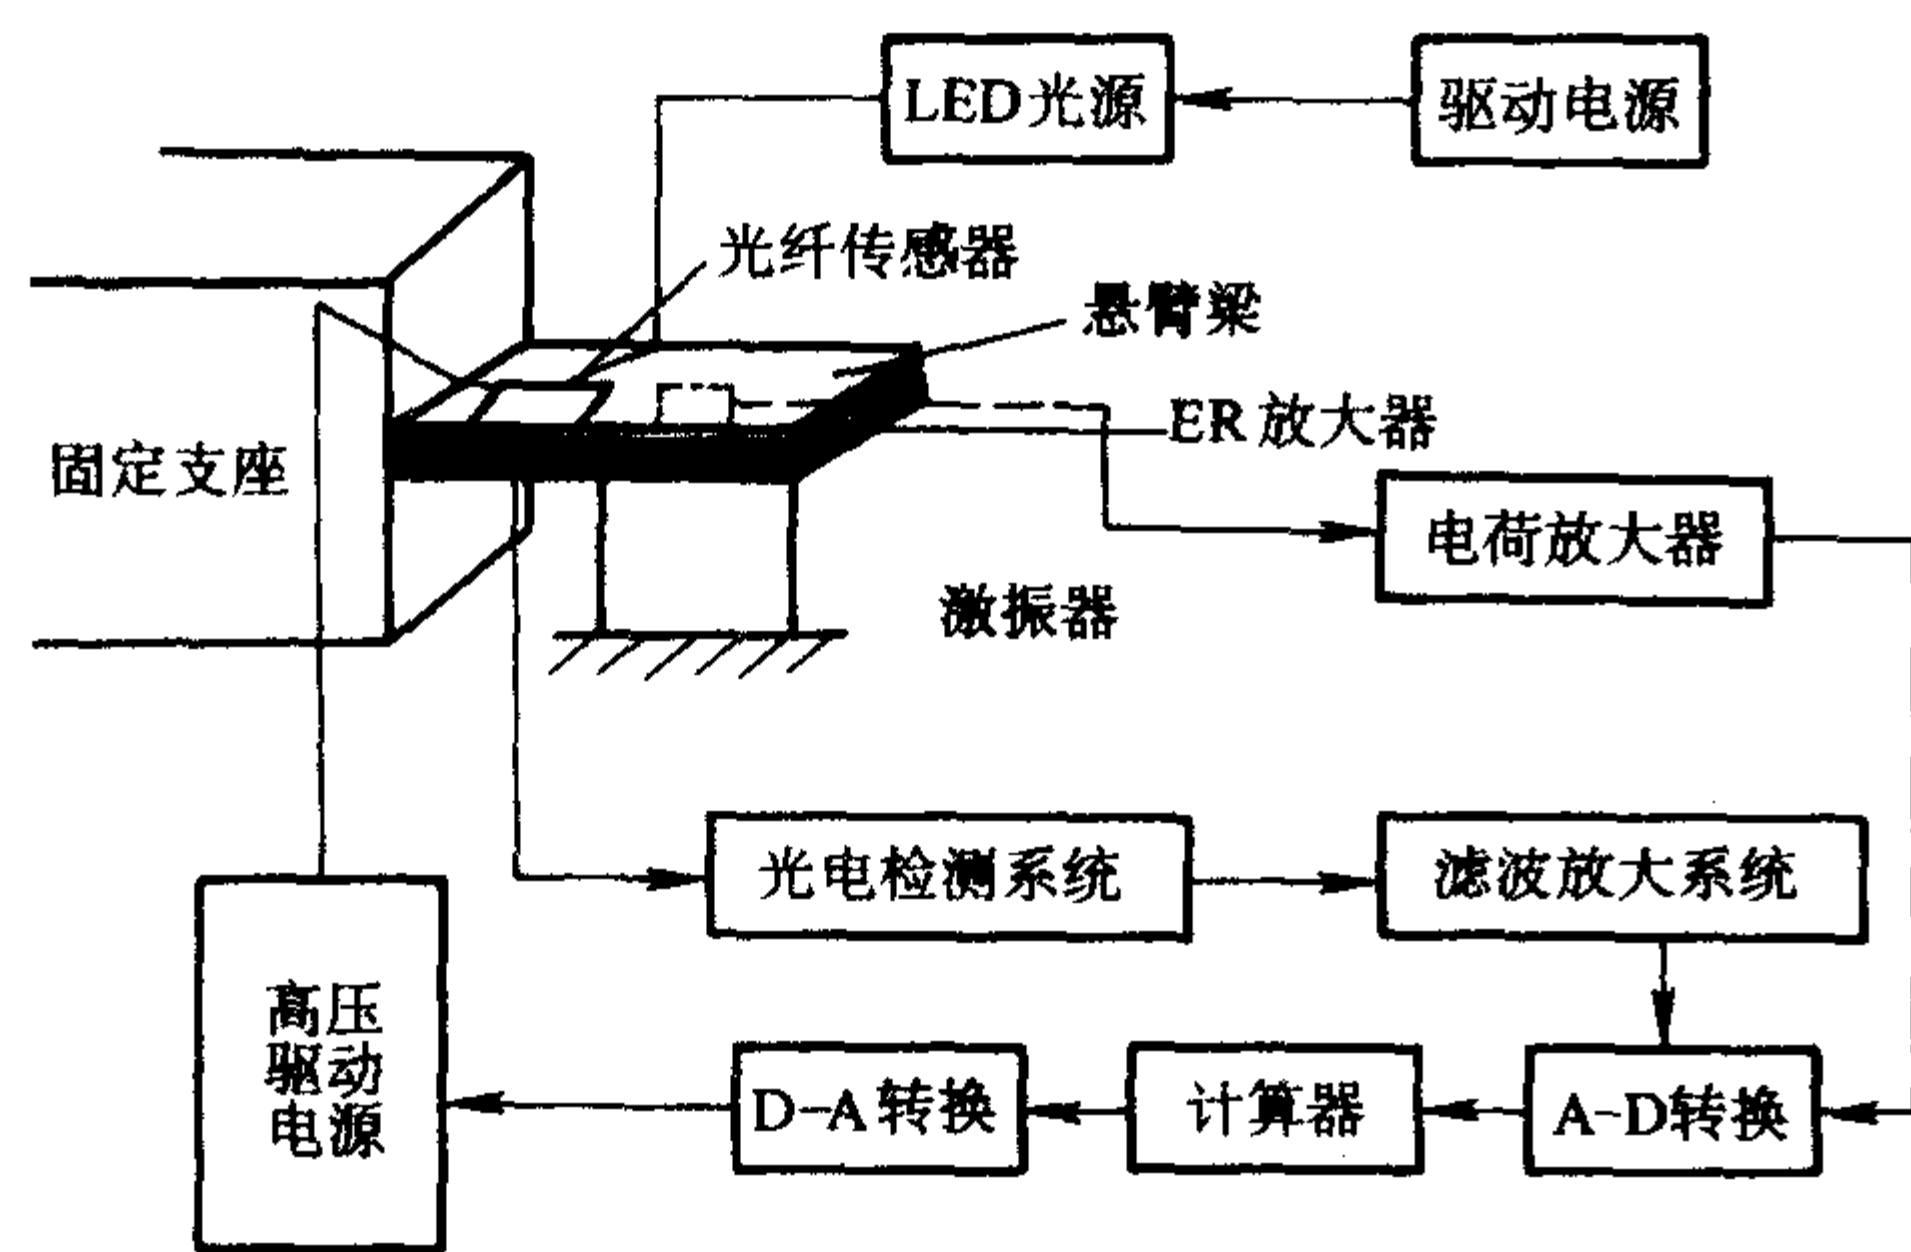 LED光源
驱动电源
光纤传感器
悬臂梁
ER放大器
固定支座
电荷放大器
激振器
光电检测系统
滤波放大系统
高压
驱动
电源
D-A转换
计算器
A-D转换